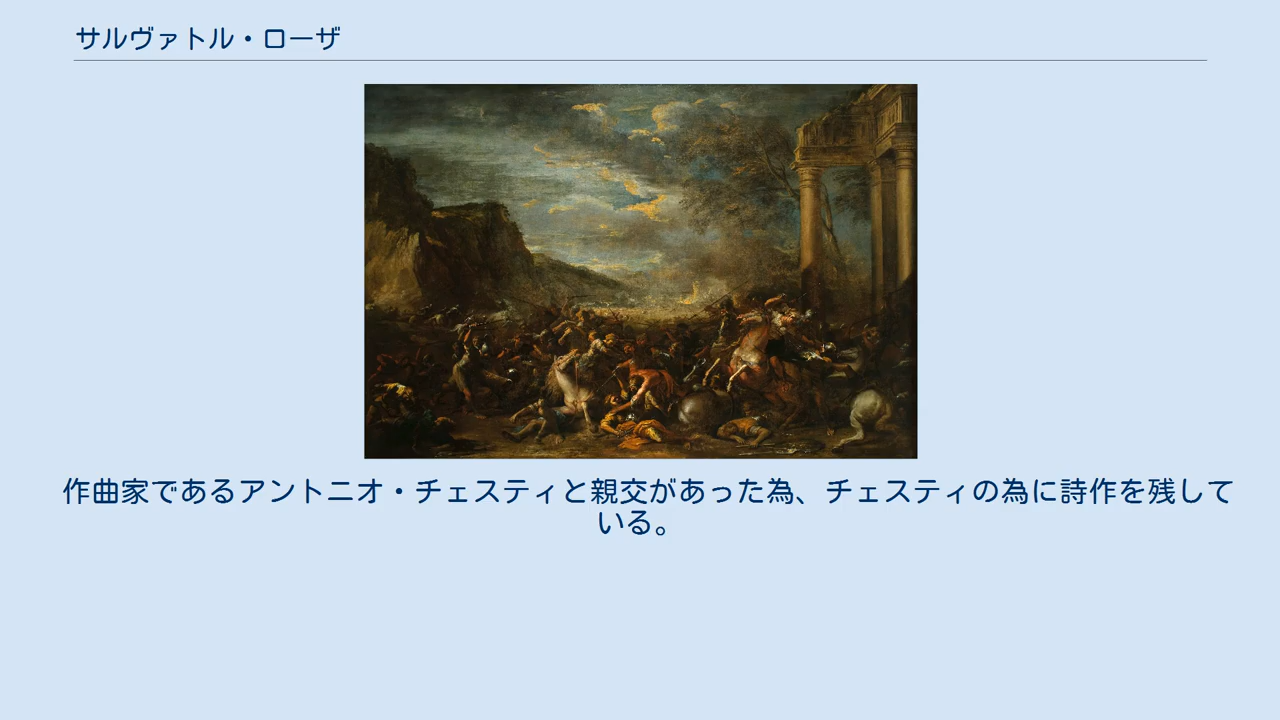 サルヴァトル・ローザ
作曲家であるアントニオ・チェスティと親交があった為、チェスティの為に詩作を残して
いる。